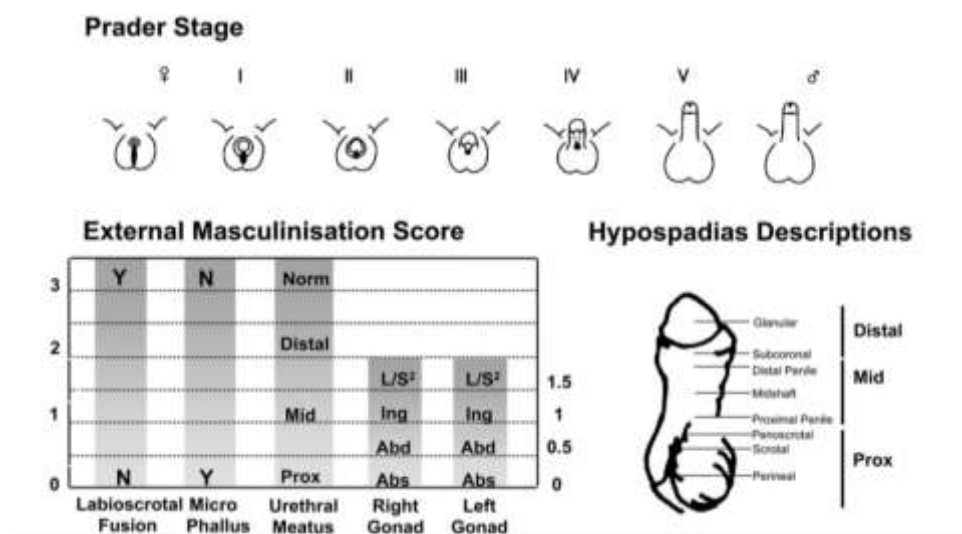 Prader Stage
♀ I II III IV V ♂
External Masculinisation Score
Hypospadias Descriptions
3 Y N Norm
2 Distal
L/S² L/S² 1.5
1 Mid Ing Ing 1
Abd Abd 0.5
0 N Y Prox Abs Abs 0
Labioscrotal Fusion
Micro Phallus
Urethral Meatus
Right Gonad
Left Gonad
Glanular
Subcoronal
Distal
Distal Penile
Midshaft
Proximal Penile
Mid
Penoscrotal
Scrotal
Perineal
Prox